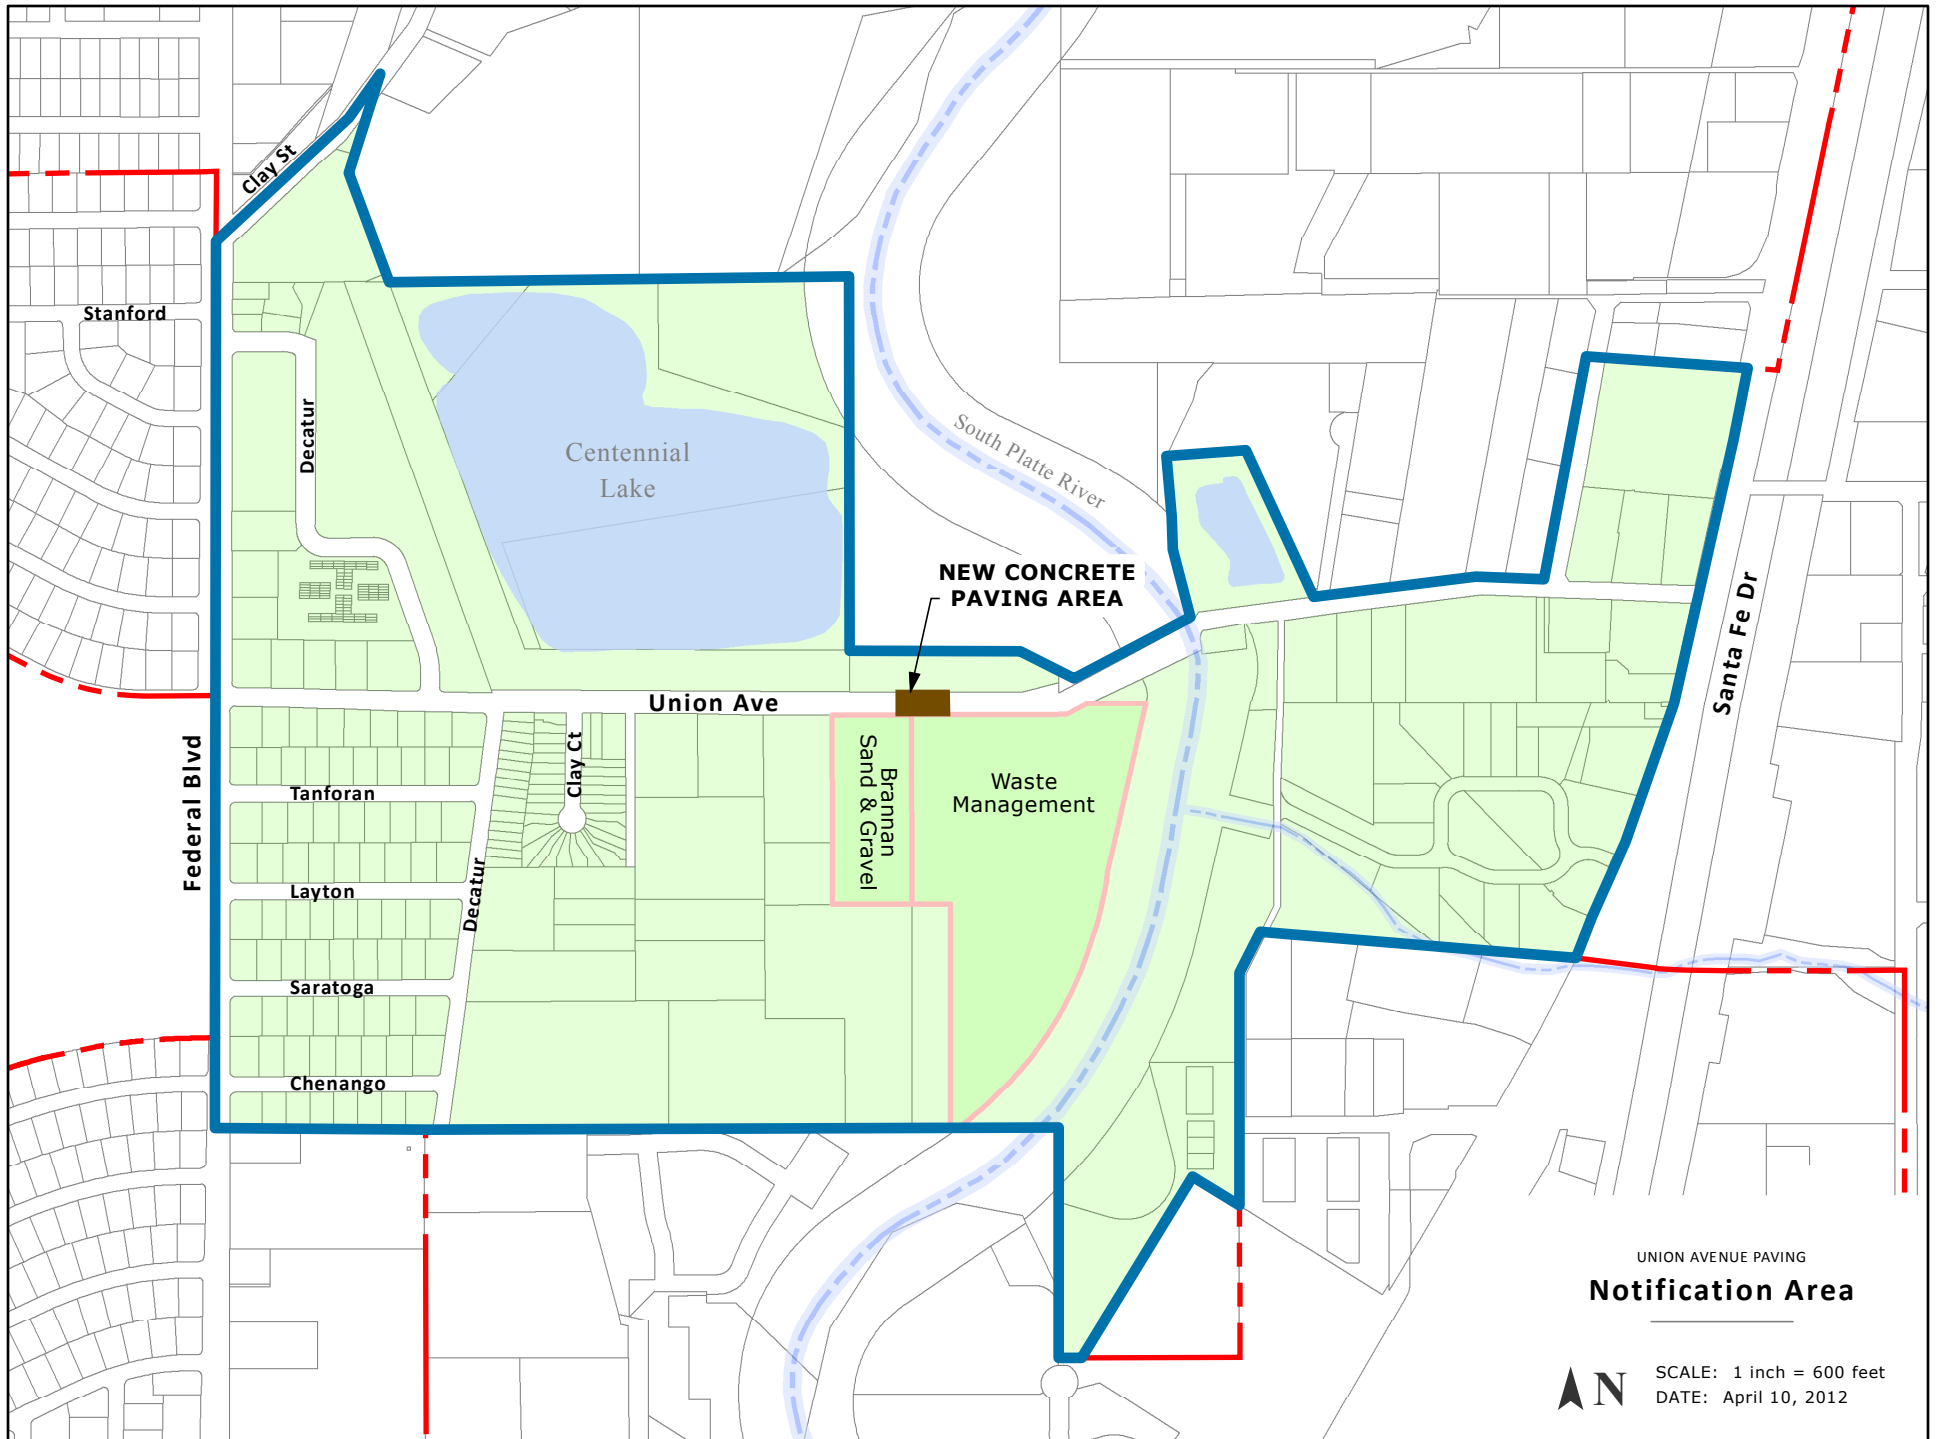 Clay St
Stanford
Decatur
Centennial
Lake
South Platte River
NEW CONCRETE
PAVING AREA
Union Ave
Santa Fe Dr
Federal Blvd
Clay Ct
Brannan
Sand & Gravel
Waste
Management
Tanforan
Layton
Decatur
Saratoga
Chenango
UNION AVENUE PAVING
Notification Area
N
SCALE: 1 inch = 600 feet
DATE: April 10, 2012